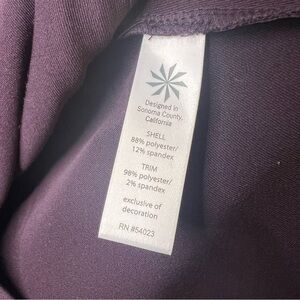 Designed in
Sonoma County,
California
SHELL
88% polyester/
12% spandex
TRIM
98% polyester/
2% spandex
exclusive of
decoration
RN #54023